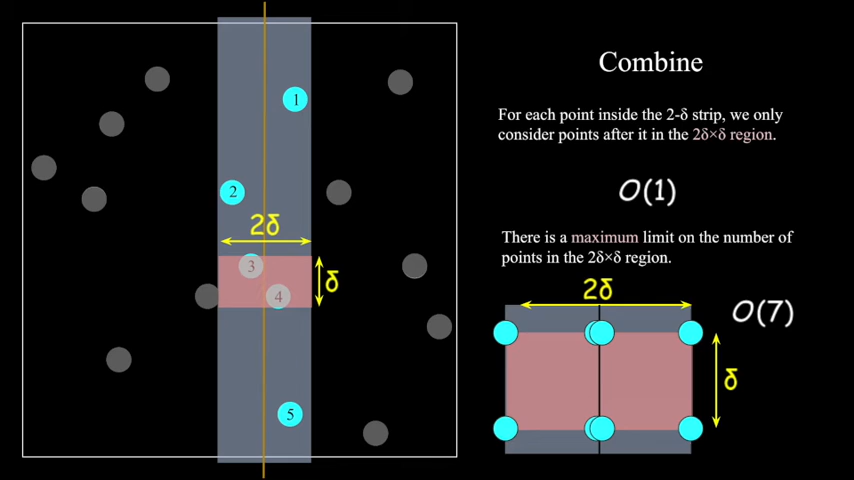 Combine
For each point inside the 2-δ strip, we only
consider points after it in the 2δ×δ region.
O(1)
There is a maximum limit on the number of
points in the 2δ×δ region.
2δ
O(7)
δ
1
2
2δ
3
δ
4
5